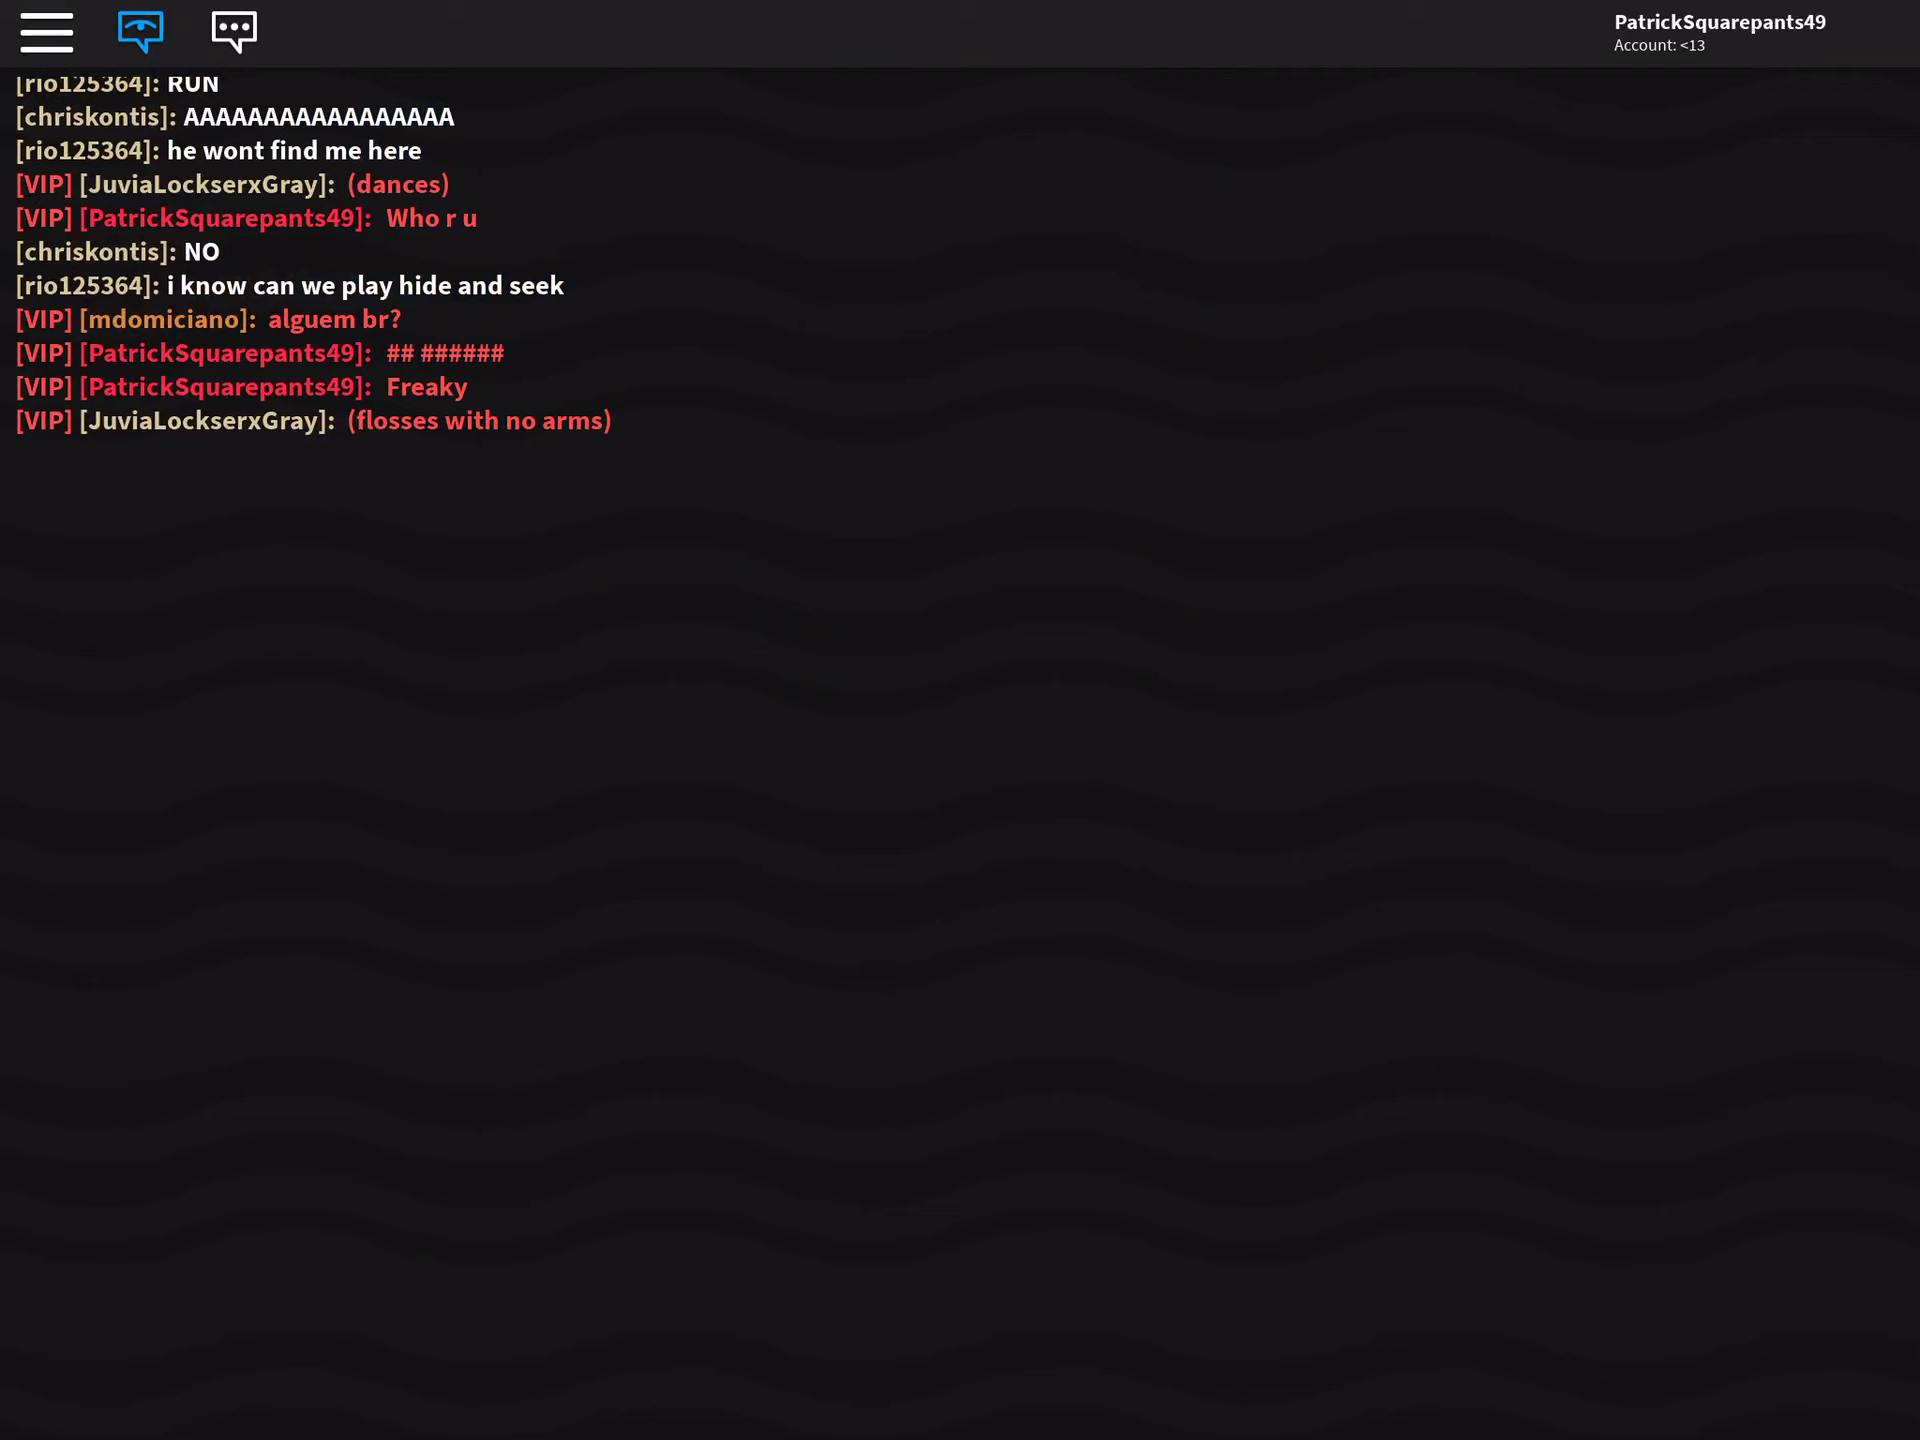 PatrickSquarepants49
Account: <13
[rio125364]: RUN
[chriskontis]: AAAAAAAAAAAAAAAAA
[rio125364]: he wont find me here
[VIP] [JuviaLockserxGray]: (dances)
[VIP] [PatrickSquarepants49]: Who r u
[chriskontis]: NO
[rio125364]: i know can we play hide and seek
[VIP] [mdomiciano]: alguem br?
[VIP] [PatrickSquarepants49]: ## ######
[VIP] [PatrickSquarepants49]: Freaky
[VIP] [JuviaLockserxGray]: (flosses with no arms)